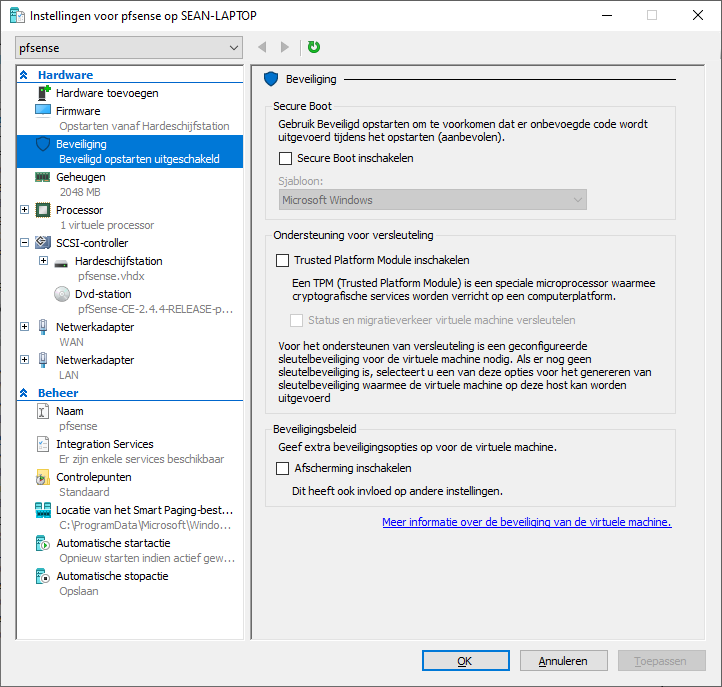 Instellingen voor pfsense op SEAN-LAPTOP
pfsense
Hardware
Hardware toevoegen
Firmware
Opstarten vanaf Hardeschijfstation
Beveiliging
Beveiligd opstarten uitgeschakeld
Geheugen
2048 MB
Processor
1 virtuele processor
SCSI-controller
Hardeschijfstation
pfsense.vhdx
Dvd-station
pfSense-CE-2.4.4-RELEASE-p...
Netwerkadapter
WAN
Netwerkadapter
LAN
Beheer
Naam
pfsense
Integration Services
Er zijn enkele services beschikbaar
Controlepunten
Standaard
Locatie van het Smart Paging-best...
C:\ProgramData\Microsoft\Windo...
Automatische startactie
Opnieuw starten indien actief gew...
Automatische stopactie
Opslaan
Beveiliging
Secure Boot
Gebruik Beveiligd opstarten om te voorkomen dat er onbevoegde code wordt
uitgevoerd tijdens het opstarten (aanbevolen).
Secure Boot inschakelen
Sjabloon:
Microsoft Windows
Ondersteuning voor versleuteling
Trusted Platform Module inschakelen
Een TPM (Trusted Platform Module) is een speciale microprocessor waarmee
cryptografische services worden verricht op een computerplatform.
Status en migratieverkeer virtuele machine versleutelen
Voor het ondersteunen van versleuteling is een geconfigureerde
sleutelbeveiliging voor de virtuele machine nodig. Als er nog geen
sleutelbeveiliging is, selecteert u een van deze opties voor het genereren van
sleutelbeveiliging waarmee de virtuele machine op deze host kan worden
uitgevoerd
Beveiligingsbeleid
Geef extra beveiligingsopties op voor de virtuele machine.
Afscherming inschakelen
Dit heeft ook invloed op andere instellingen.
Meer informatie over de beveiliging van de virtuele machine.
OK
Annuleren
Toepassen